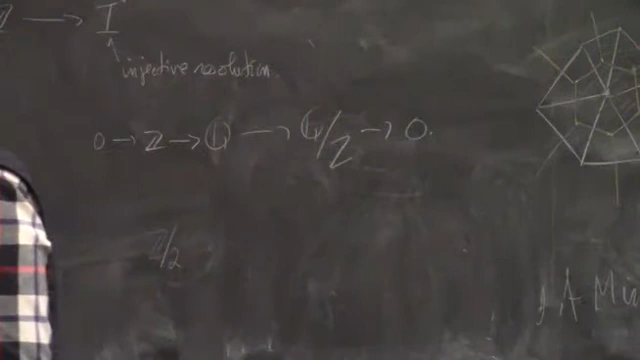 → I
injective resolution.
0 → ℤ → ℚ → ℚ/ℤ → 0.
ℤ/2